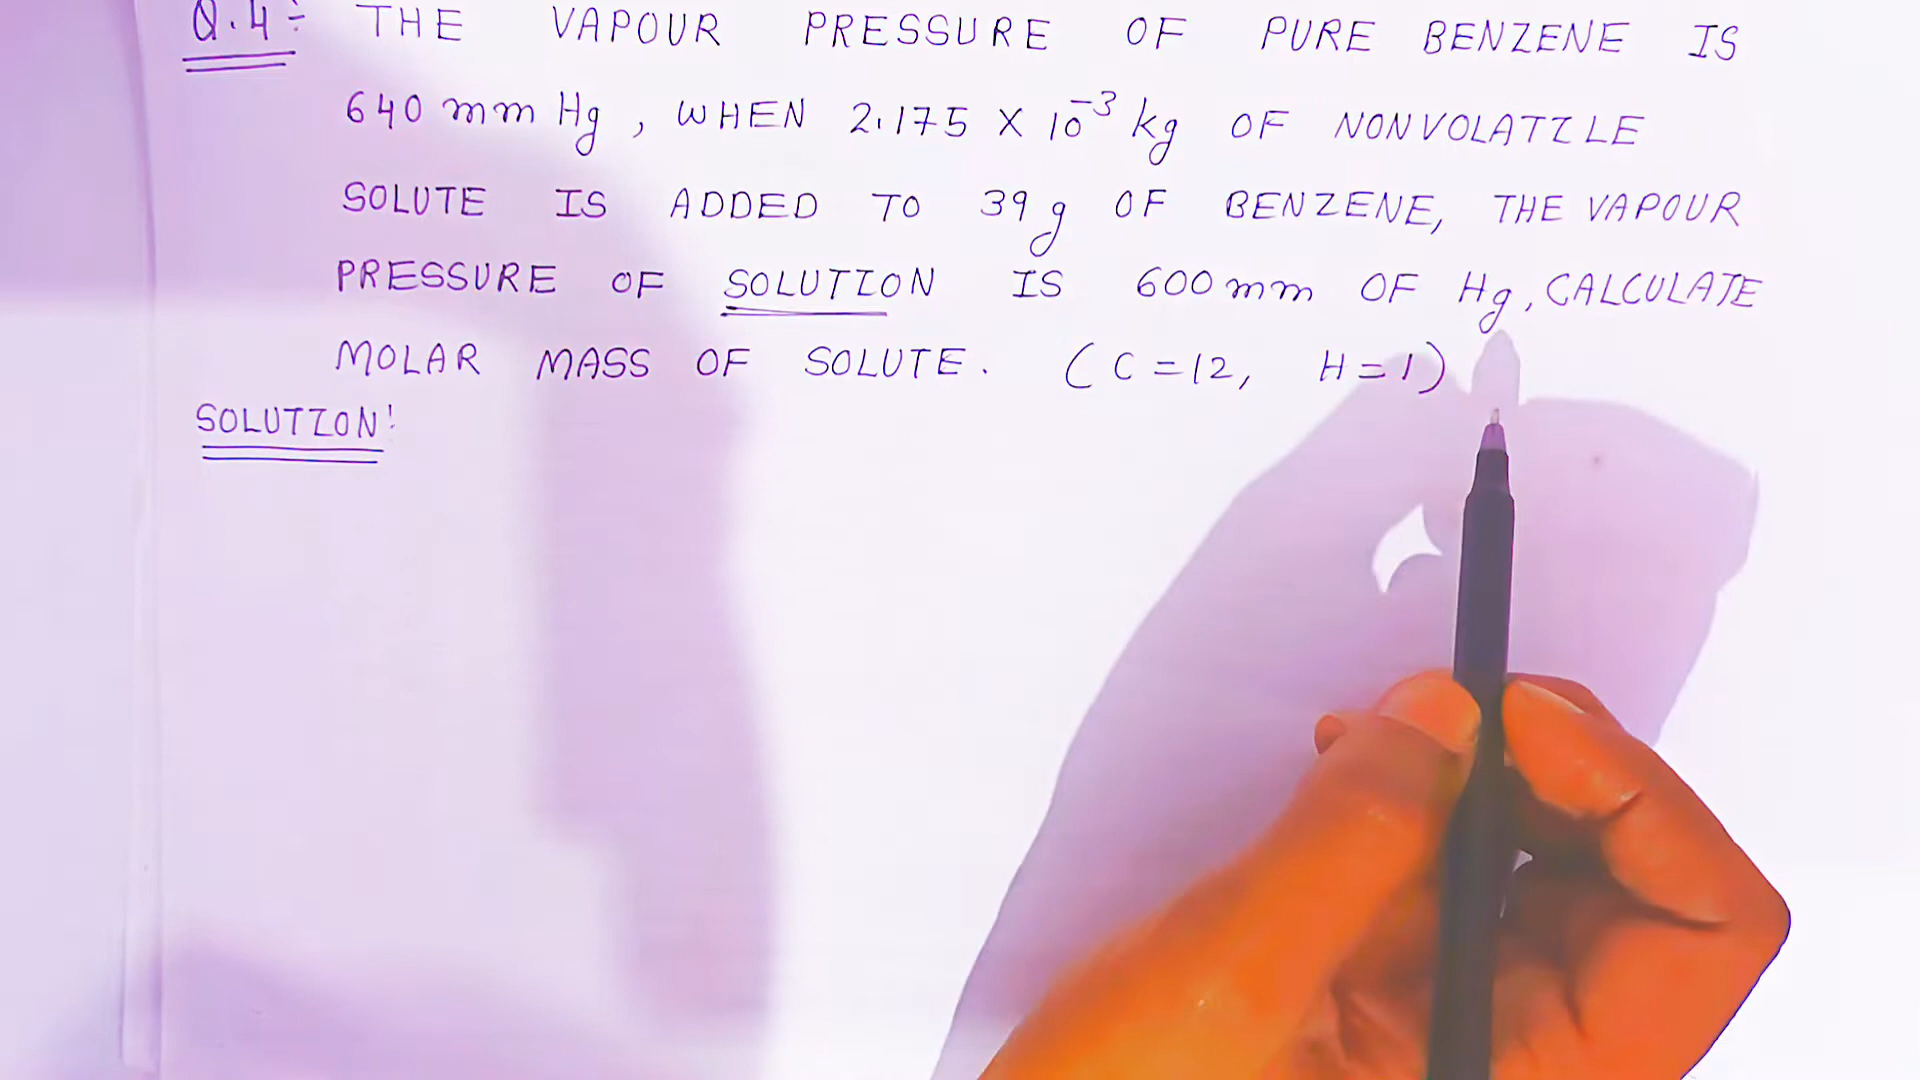 Q.4÷ THE VAPOUR PRESSURE OF PURE BENZENE IS
640 mm Hg, WHEN 2.175 X 10⁻³ kg OF NONVOLATILE
SOLUTE IS ADDED TO 39 g OF BENZENE, THE VAPOUR
PRESSURE OF SOLUTION IS 600 mm OF Hg, CALCULATE
MOLAR MASS OF SOLUTE. (C=12, H=1)
SOLUTION!